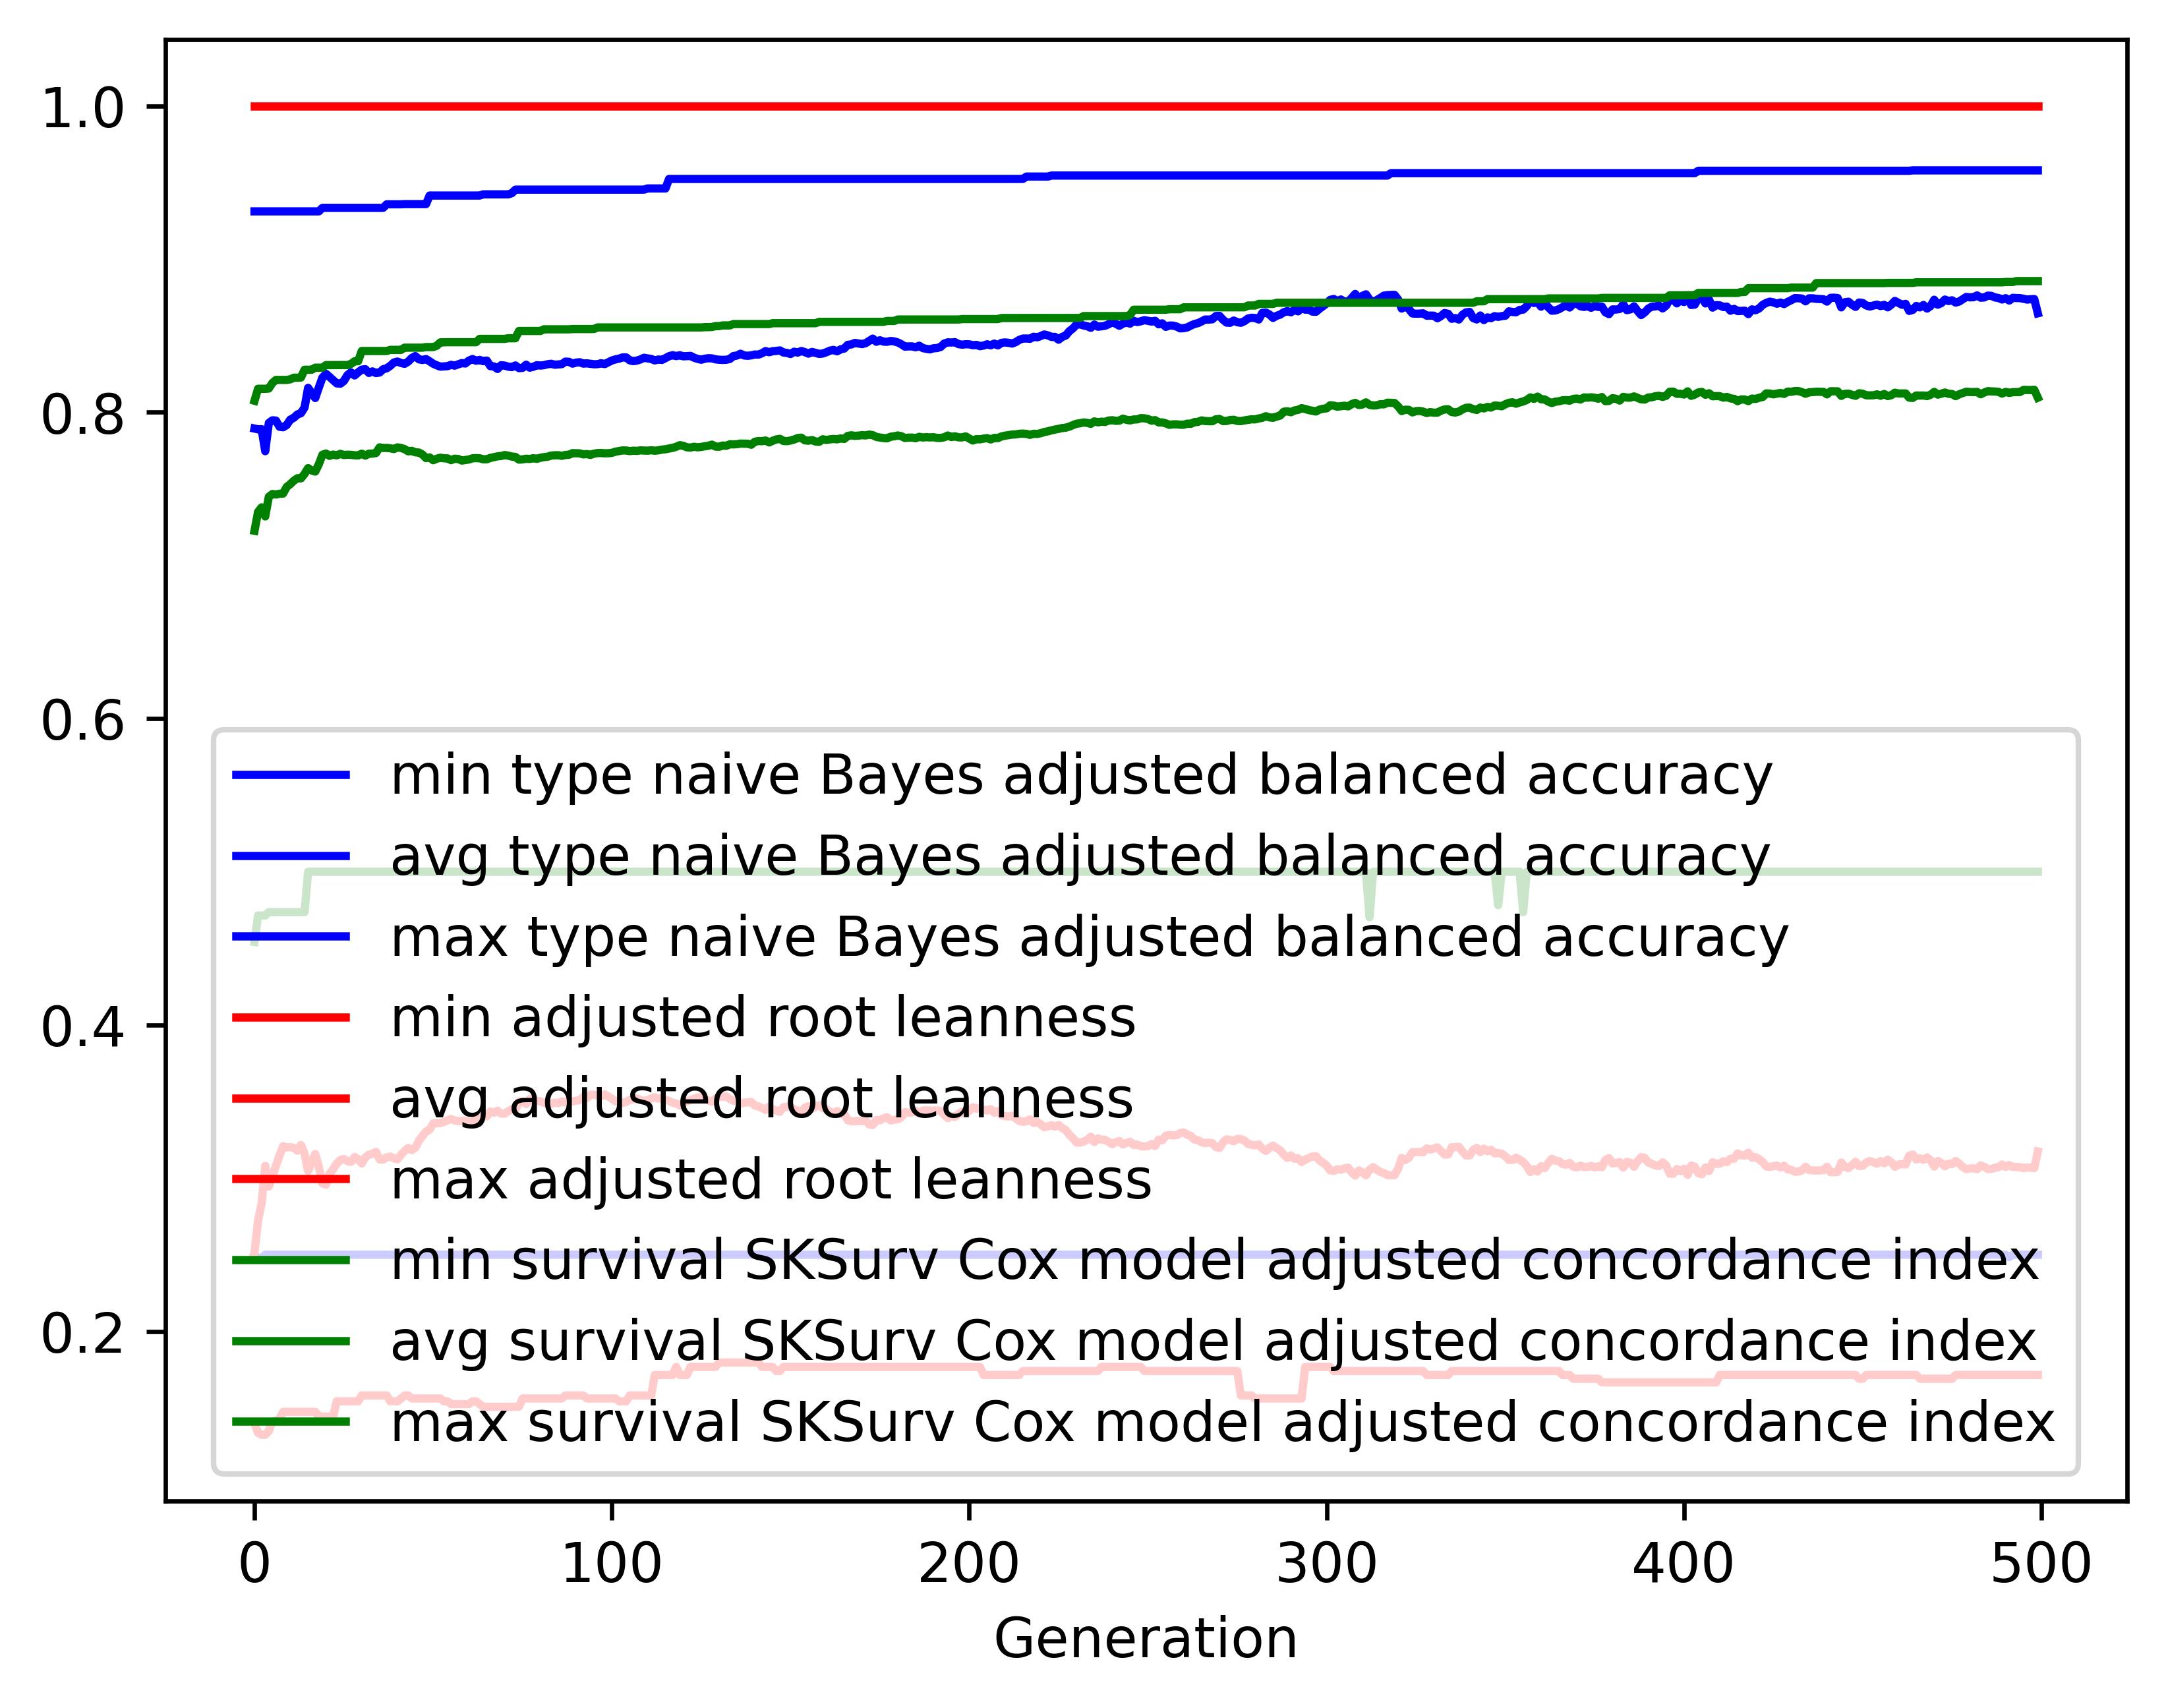 1.0
0.8
0.6
0.4
0.2
min type naive Bayes adjusted balanced accuracy
avg type naive Bayes adjusted balanced accuracy
max type naive Bayes adjusted balanced accuracy
min adjusted root leanness
avg adjusted root leanness
max adjusted root leanness
min survival SKSurv Cox model adjusted concordance index
avg survival SKSurv Cox model adjusted concordance index
max survival SKSurv Cox model adjusted concordance index
0 100 200 300 400 500
Generation